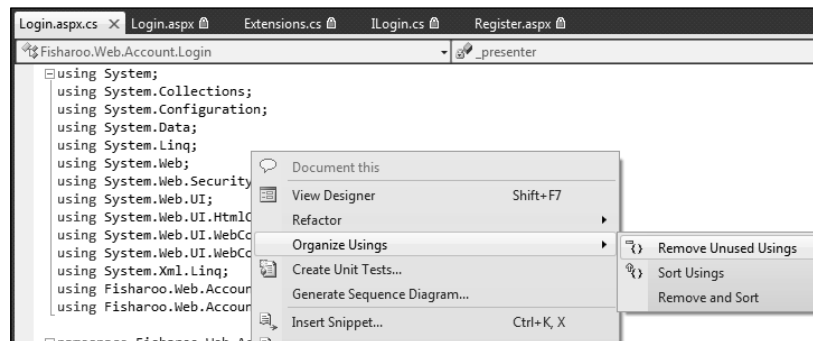 Login.aspx.cs Login.aspx Extensions.cs ILogin.cs Register.aspx
Fisharoo.Web.Account.Login _presenter
using System;
using System.Collections;
using System.Configuration;
using System.Data;
using System.Linq;
using System.Web;
using System.Web.Security
using System.Web.UI;
using System.Web.UI.HtmlC
using System.Web.UI.WebCo
using System.Web.UI.WebCo
using System.Xml.Linq;
using Fisharoo.Web.Accour
using Fisharoo.Web.Accour
Document this
View Designer Shift+F7
Refactor
Organize Usings
Create Unit Tests...
Generate Sequence Diagram...
Insert Snippet... Ctrl+K, X
Remove Unused Usings
Sort Usings
Remove and Sort